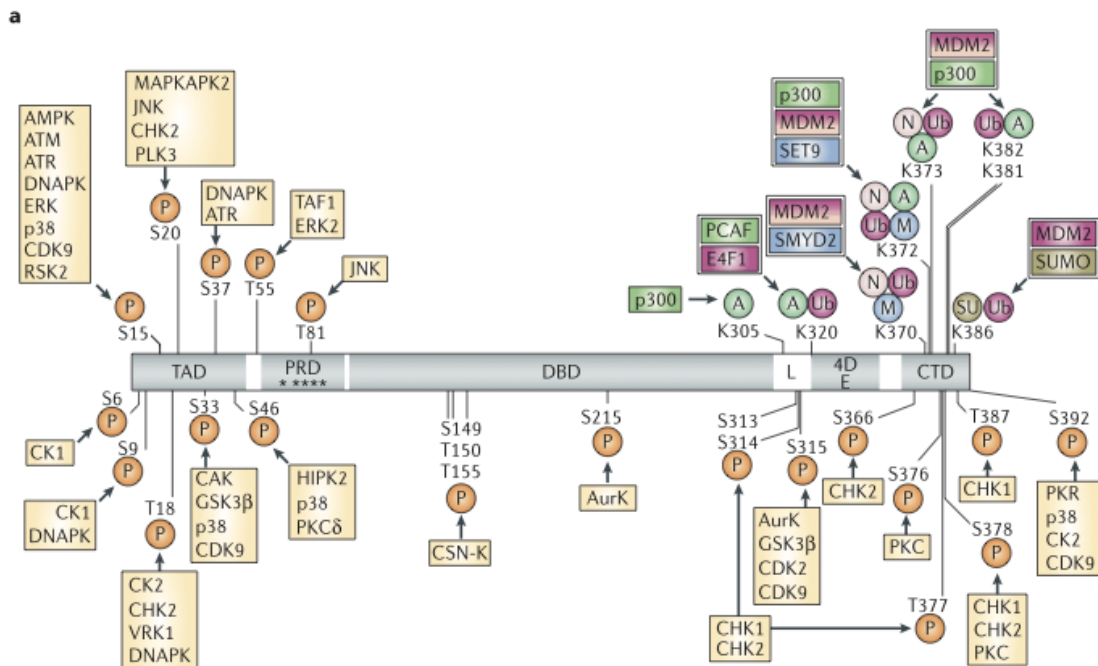 a
MDM2
p300
MAPKAPK2
JNK
CHK2
PLK3
AMPK
ATM
ATR
DNAPK
ERK
p38
CDK9
RSK2
p300
MDM2
SET9
N Ub
A
K373
Ub A
K382
K381
DNAPK
ATR
TAF1
ERK2
P
S20
PCAF
E4F1
MDM2
SMYD2
N A
Ub M
K372
MDM2
SUMO
P
S37
P
T55
JNK
P
S15
P
T81
p300
A
K305
A Ub
K320
N Ub
M
K370
SU Ub
K386
TAD
PRD
* *****
DBD
L
4D
E
CTD
S6
P
CK1
S9
P
CK1
DNAPK
T18
P
CK2
CHK2
VRK1
DNAPK
S33
P
CAK
GSK3β
p38
CDK9
S46
P
HIPK2
p38
PKCδ
S149
T150
T155
P
CSN-K
S215
P
AurK
S313
S314
P
CHK1
CHK2
S315
P
AurK
GSK3β
CDK2
CDK9
S366
P
CHK2
S376
P
PKC
T377
P
S378
P
CHK1
CHK2
PKC
T387
P
CHK1
S392
P
PKR
p38
CK2
CDK9